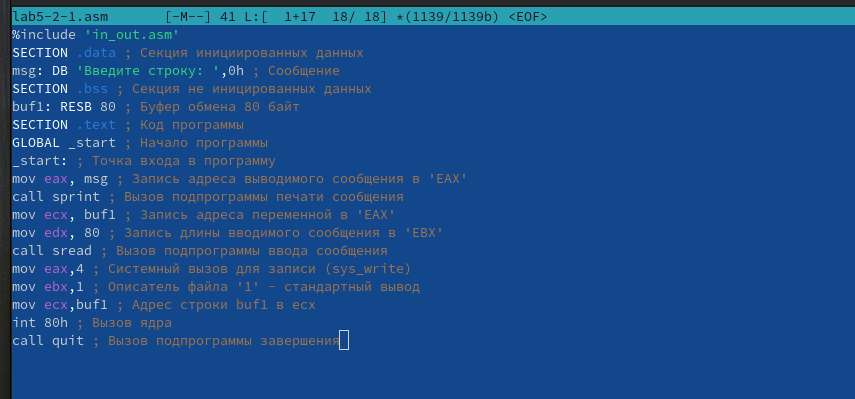 lab5-2-1.asm [-M--] 41 L:[ 1+17 18/ 18] *(1139/1139b) <EOF>
%include 'in_out.asm'
SECTION .data ; Секция инициированных данных
msg: DB 'Введите строку: ',0h ; Сообщение
SECTION .bss ; Секция не иницированных данных
buf1: RESB 80 ; Буфер обмена 80 байт
SECTION .text ; Код программы
GLOBAL _start ; Начало программы
_start: ; Точка входа в программу
mov eax, msg ; Запись адреса выводимого сообщения в 'EAX'
call sprint ; Вызов подпрограммы печати сообщения
mov ecx, buf1 ; Запись адреса переменной в 'EAX'
mov edx, 80 ; Запись длины вводимого сообщения в 'EBX'
call sread ; Вызов подпрограммы ввода сообщения
mov eax,4 ; Системный вызов для записи (sys_write)
mov ebx,1 ; Описатель файла '1' - стандартный вывод
mov ecx,buf1 ; Адрес строки buf1 в ecx
int 80h ; Вызов ядра
call quit ; Вызов подпрограммы завершения